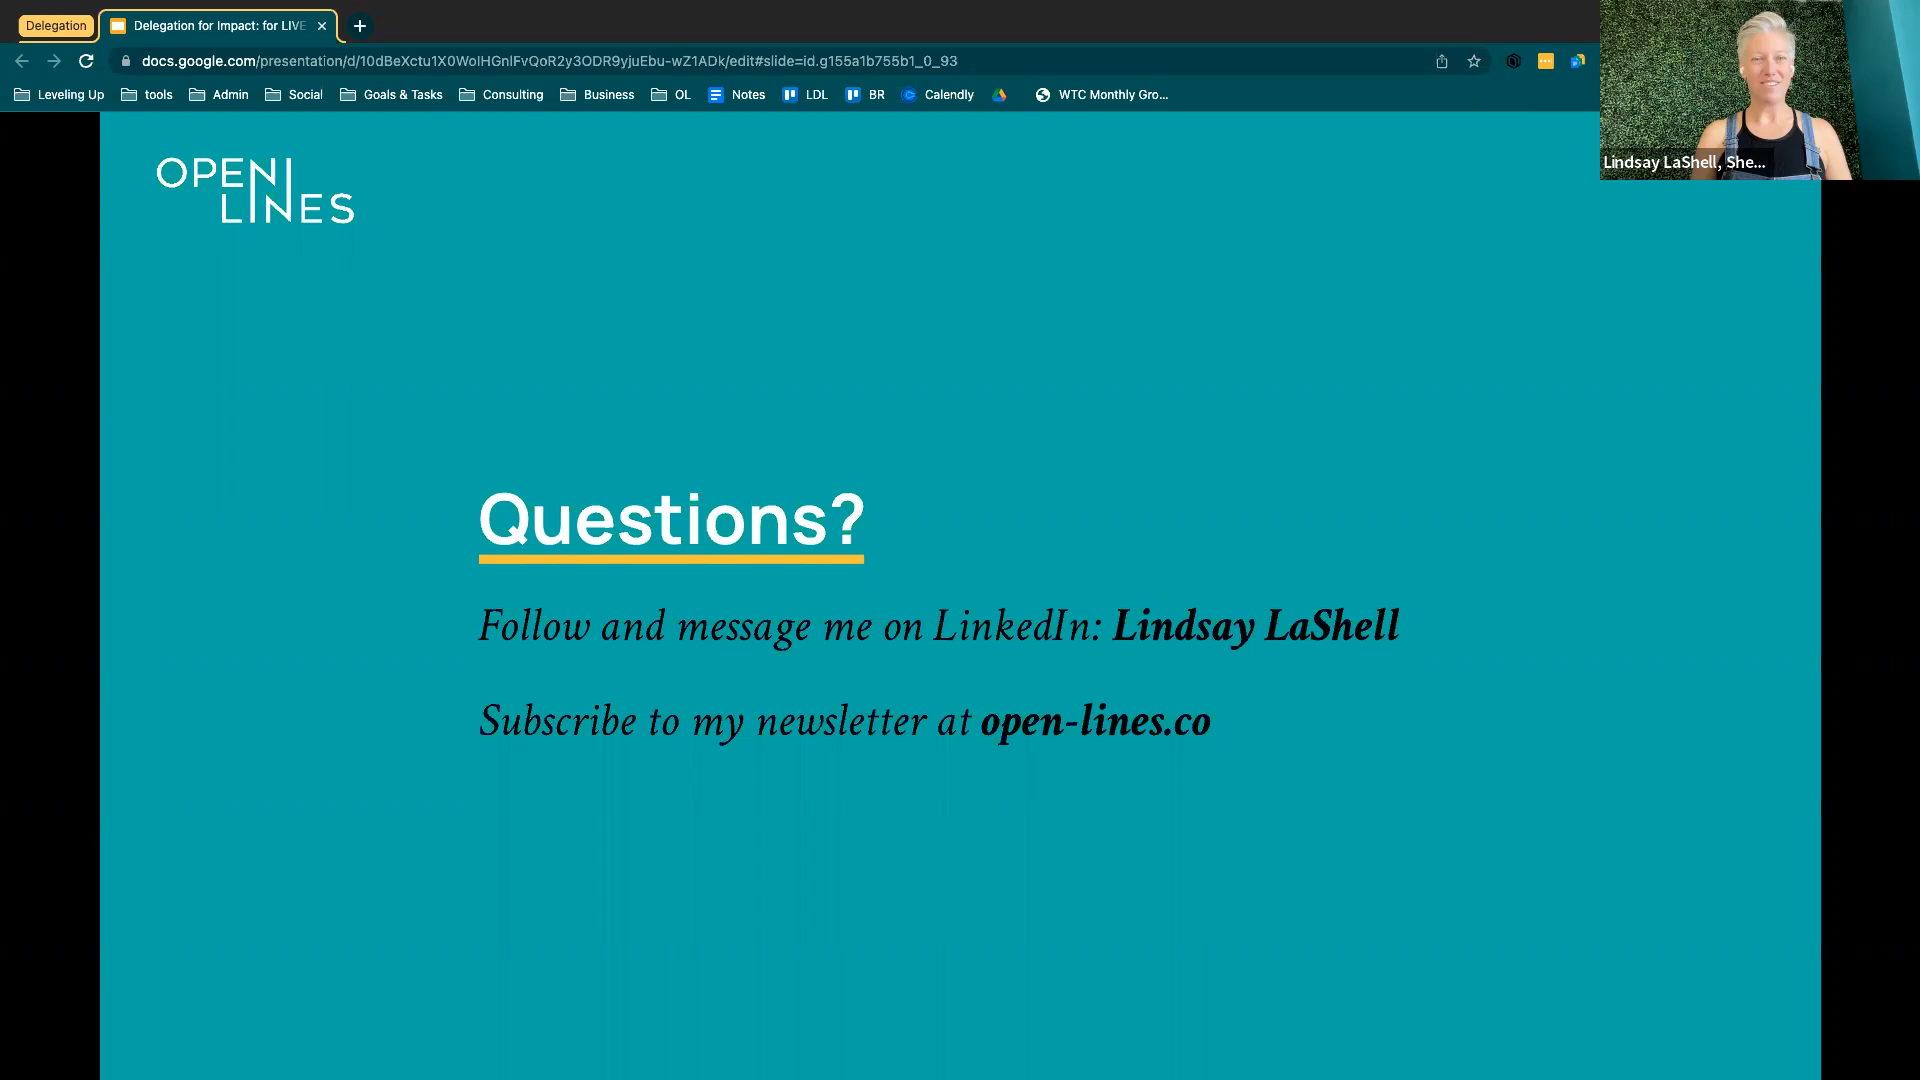 Delegation
Delegation for Impact: for LIVE
docs.google.com/presentation/d/10dBeXctu1X0WolHGnlFvQoR2y3ODR9yjuEbu-wZ1ADk/edit#slide=id.g155a1b755b1_0_93
Leveling Up tools Admin Social Goals & Tasks Consulting Business OL Notes LDL BR Calendly WTC Monthly Gro...
Lindsay LaShell, She...
OPEN
LINES
Questions?
Follow and message me on LinkedIn: Lindsay LaShell
Subscribe to my newsletter at open-lines.co